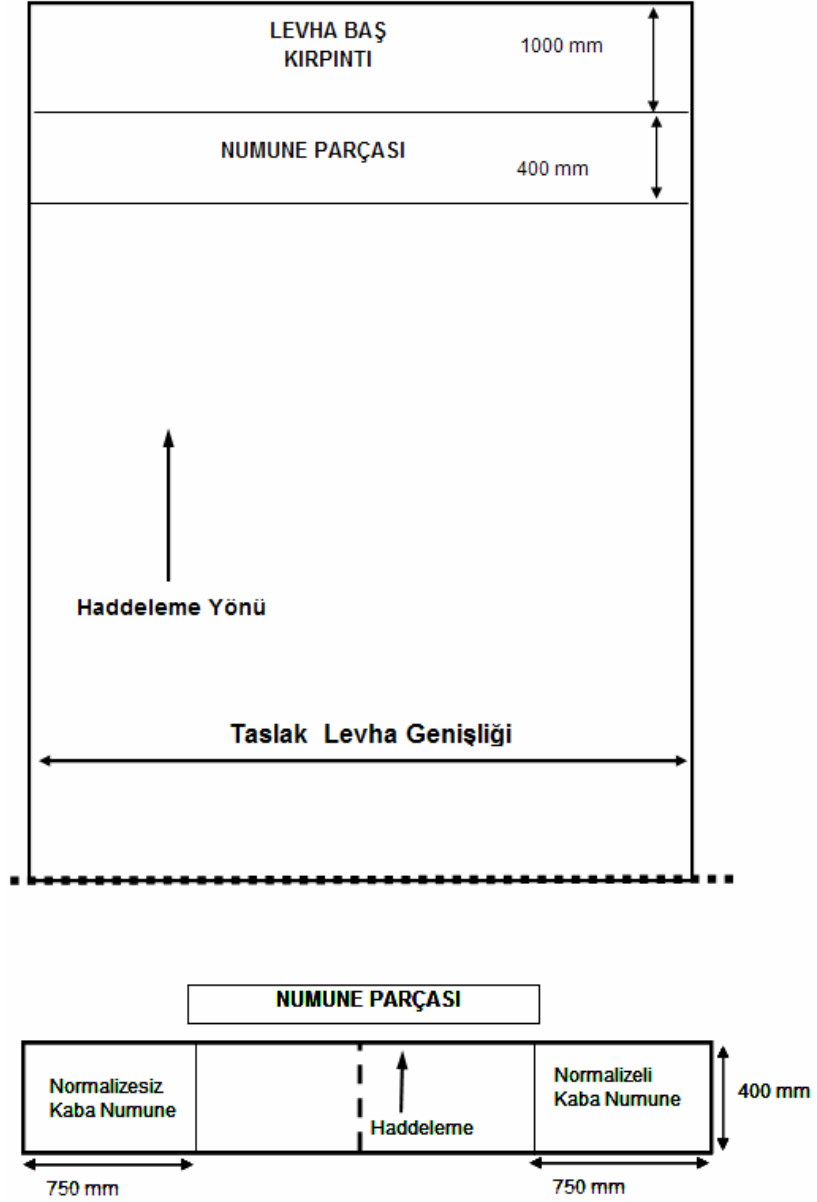 LEVHA BAŞ
KIRPINTI
1000 mm
NUMUNE PARÇASI
400 mm
Haddeleme Yönü
Taslak Levha Genişliği
NUMUNE PARÇASI
Normalizesiz
Kaba Numune
Haddeleme
Normalizeli
Kaba Numune
400 mm
750 mm
750 mm